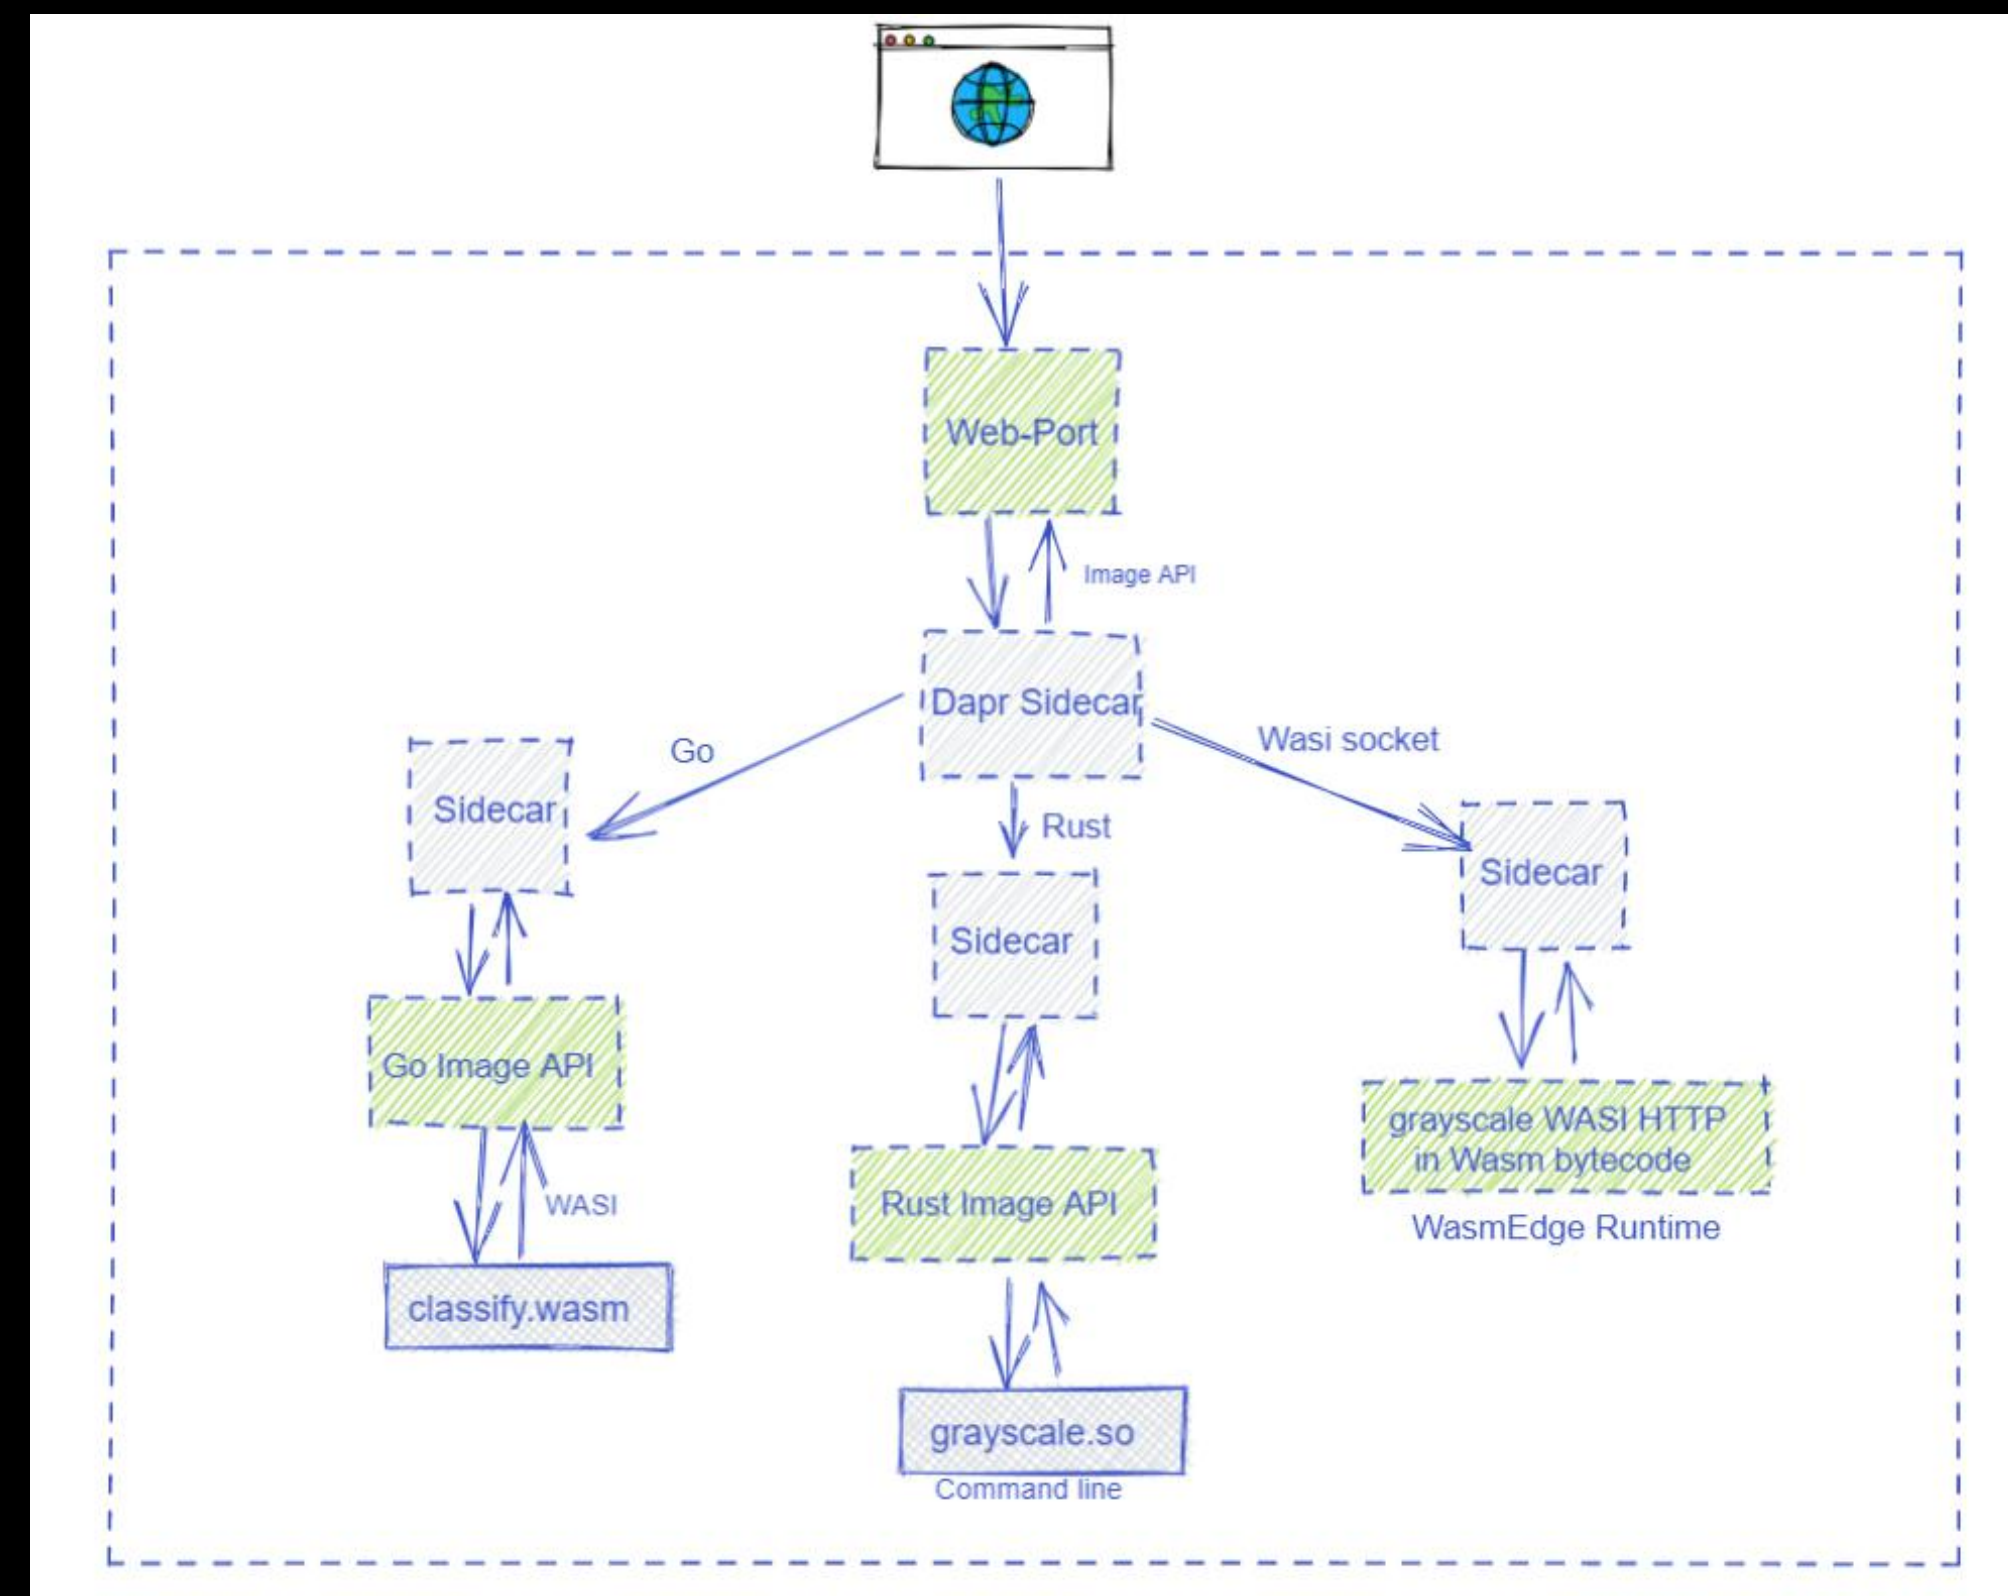 Web-Port
Image API
Dapr Sidecar
Go
Wasi socket
Sidecar
Rust
Sidecar
Sidecar
Go Image API
grayscale WASI HTTP
in Wasm bytecode
WASI
Rust Image API
WasmEdge Runtime
classify.wasm
grayscale.so
Command line